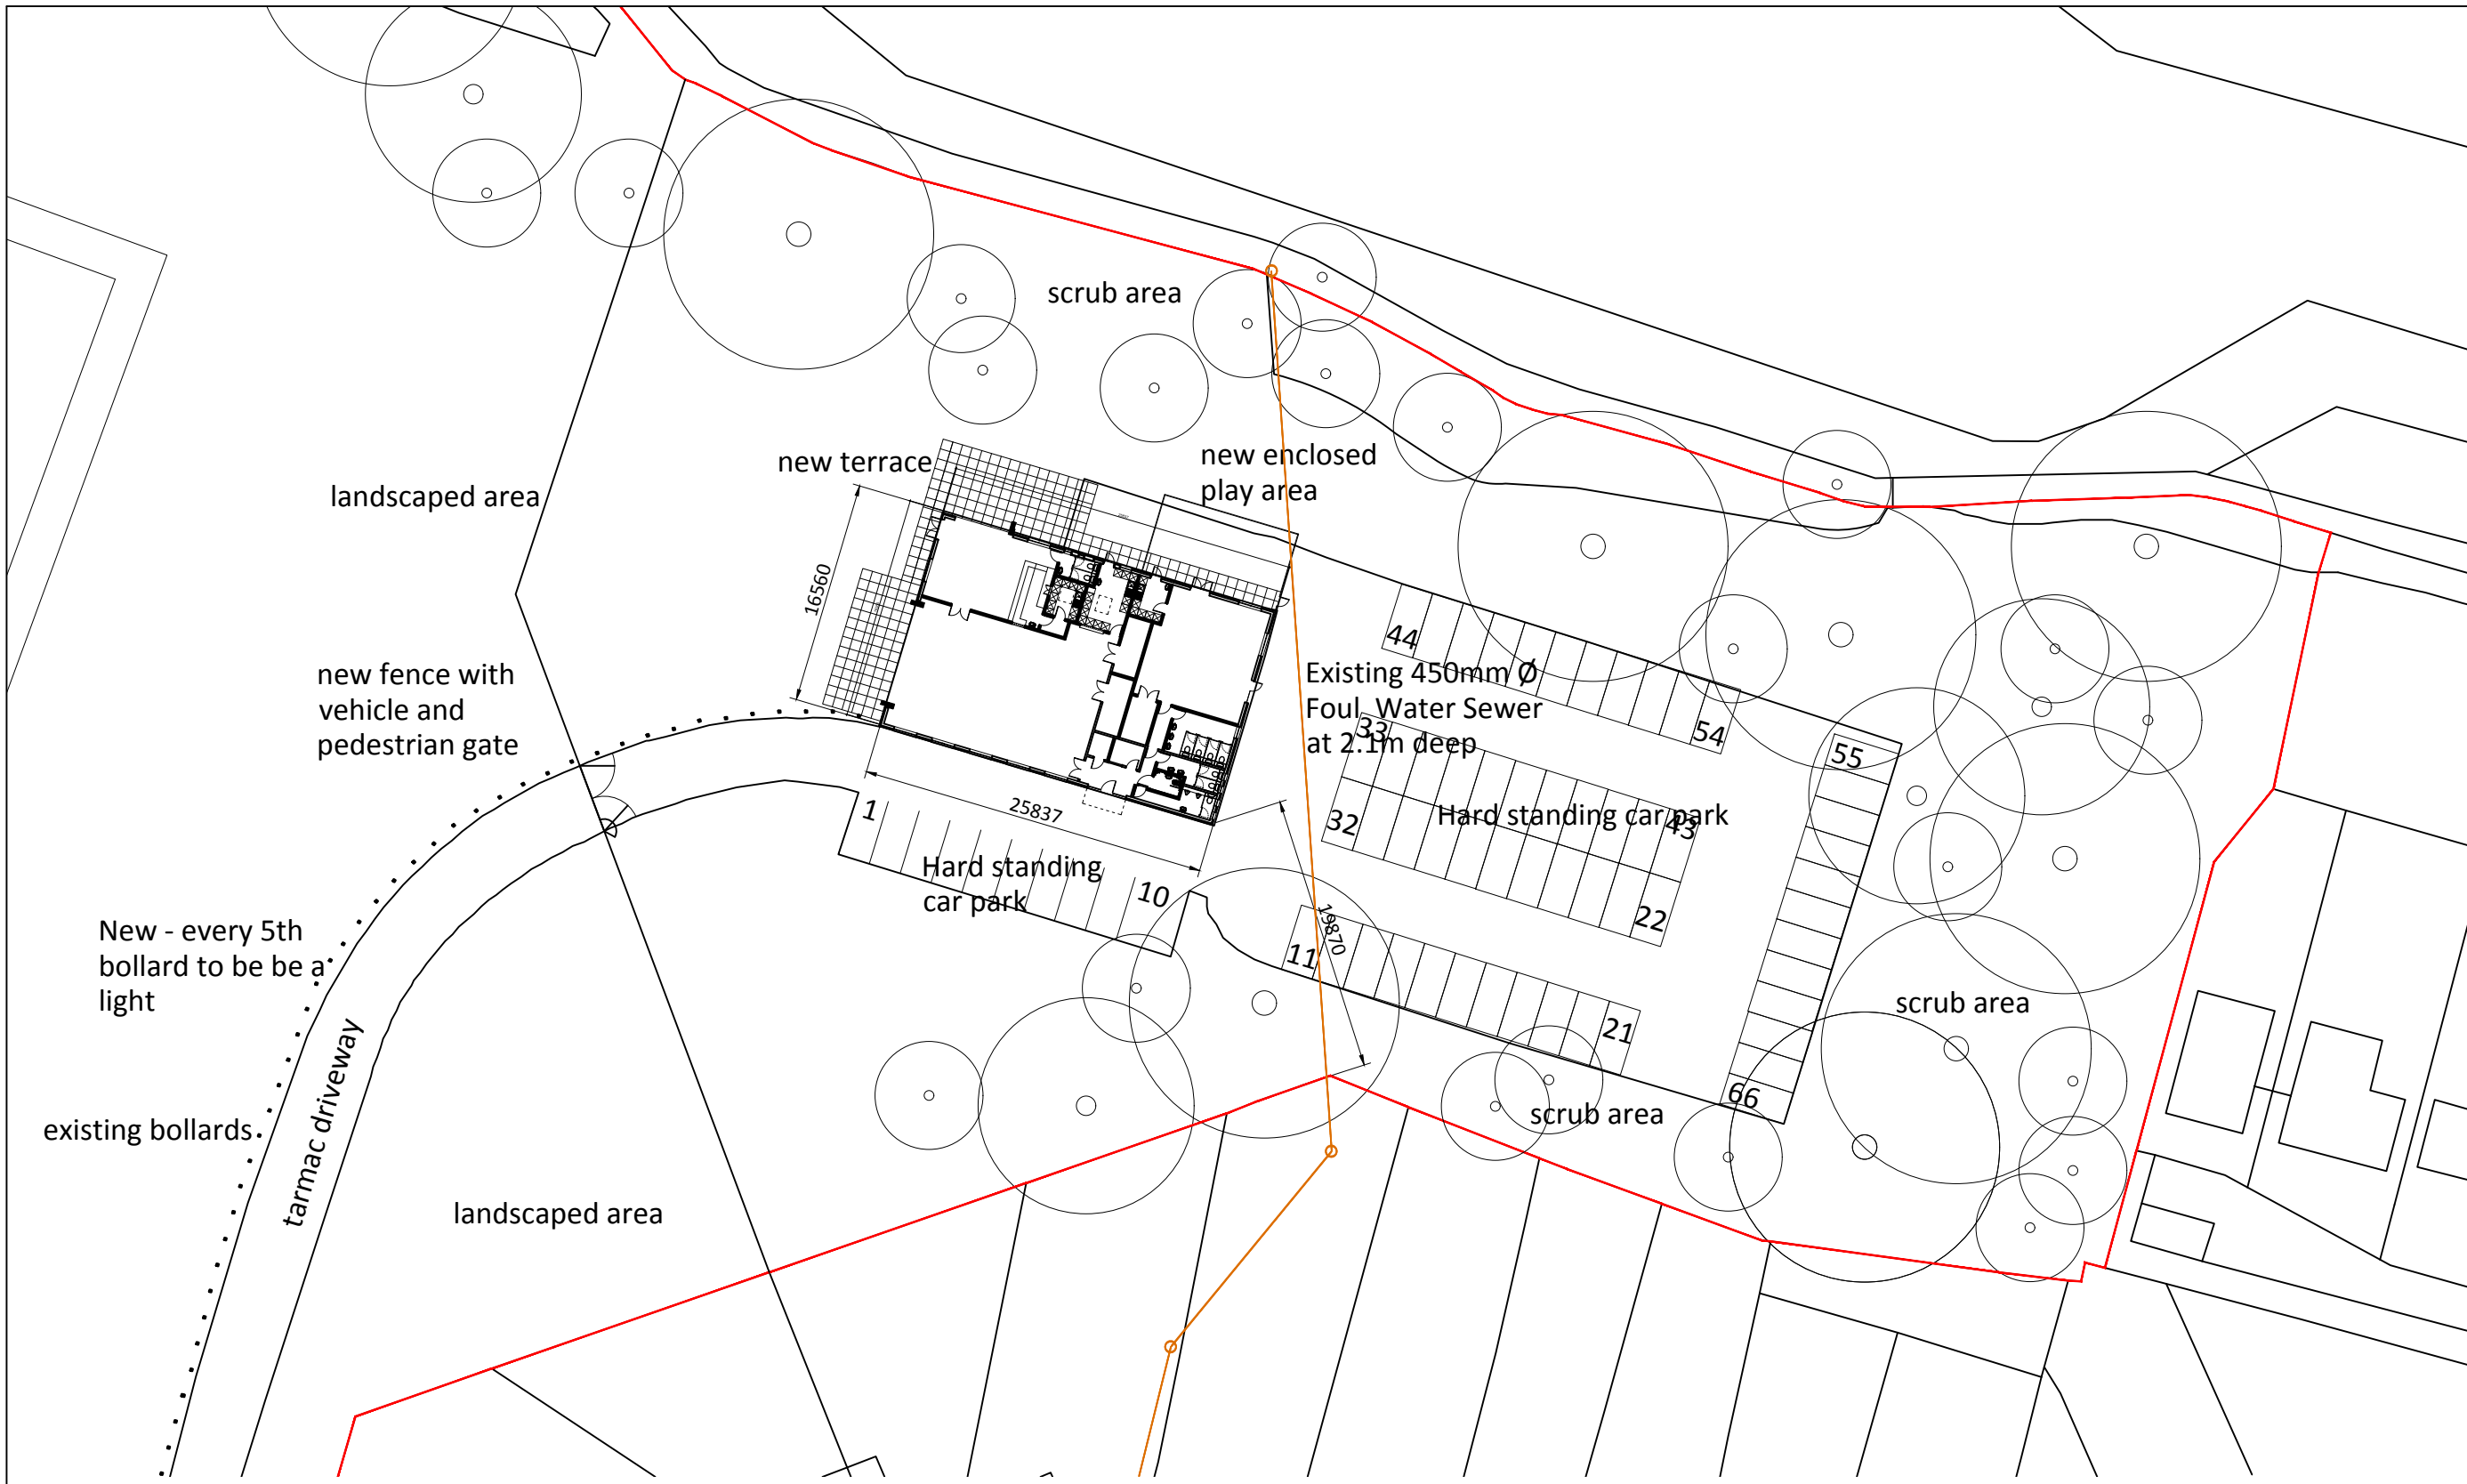 scrub area
new terrace
new enclosed
play area
landscaped area
16560
44
new fence with
vehicle and
pedestrian gate
Existing 450mm Ø
Foul Water Sewer
at 2.1m deep
33
54
55
1
25837
32
Hard standing car park
43
Hard standing
car park
10
22
19870
11
New - every 5th
bollard to be be a
light
21
scrub area
66
scrub area
existing bollards
tarmac driveway
landscaped area